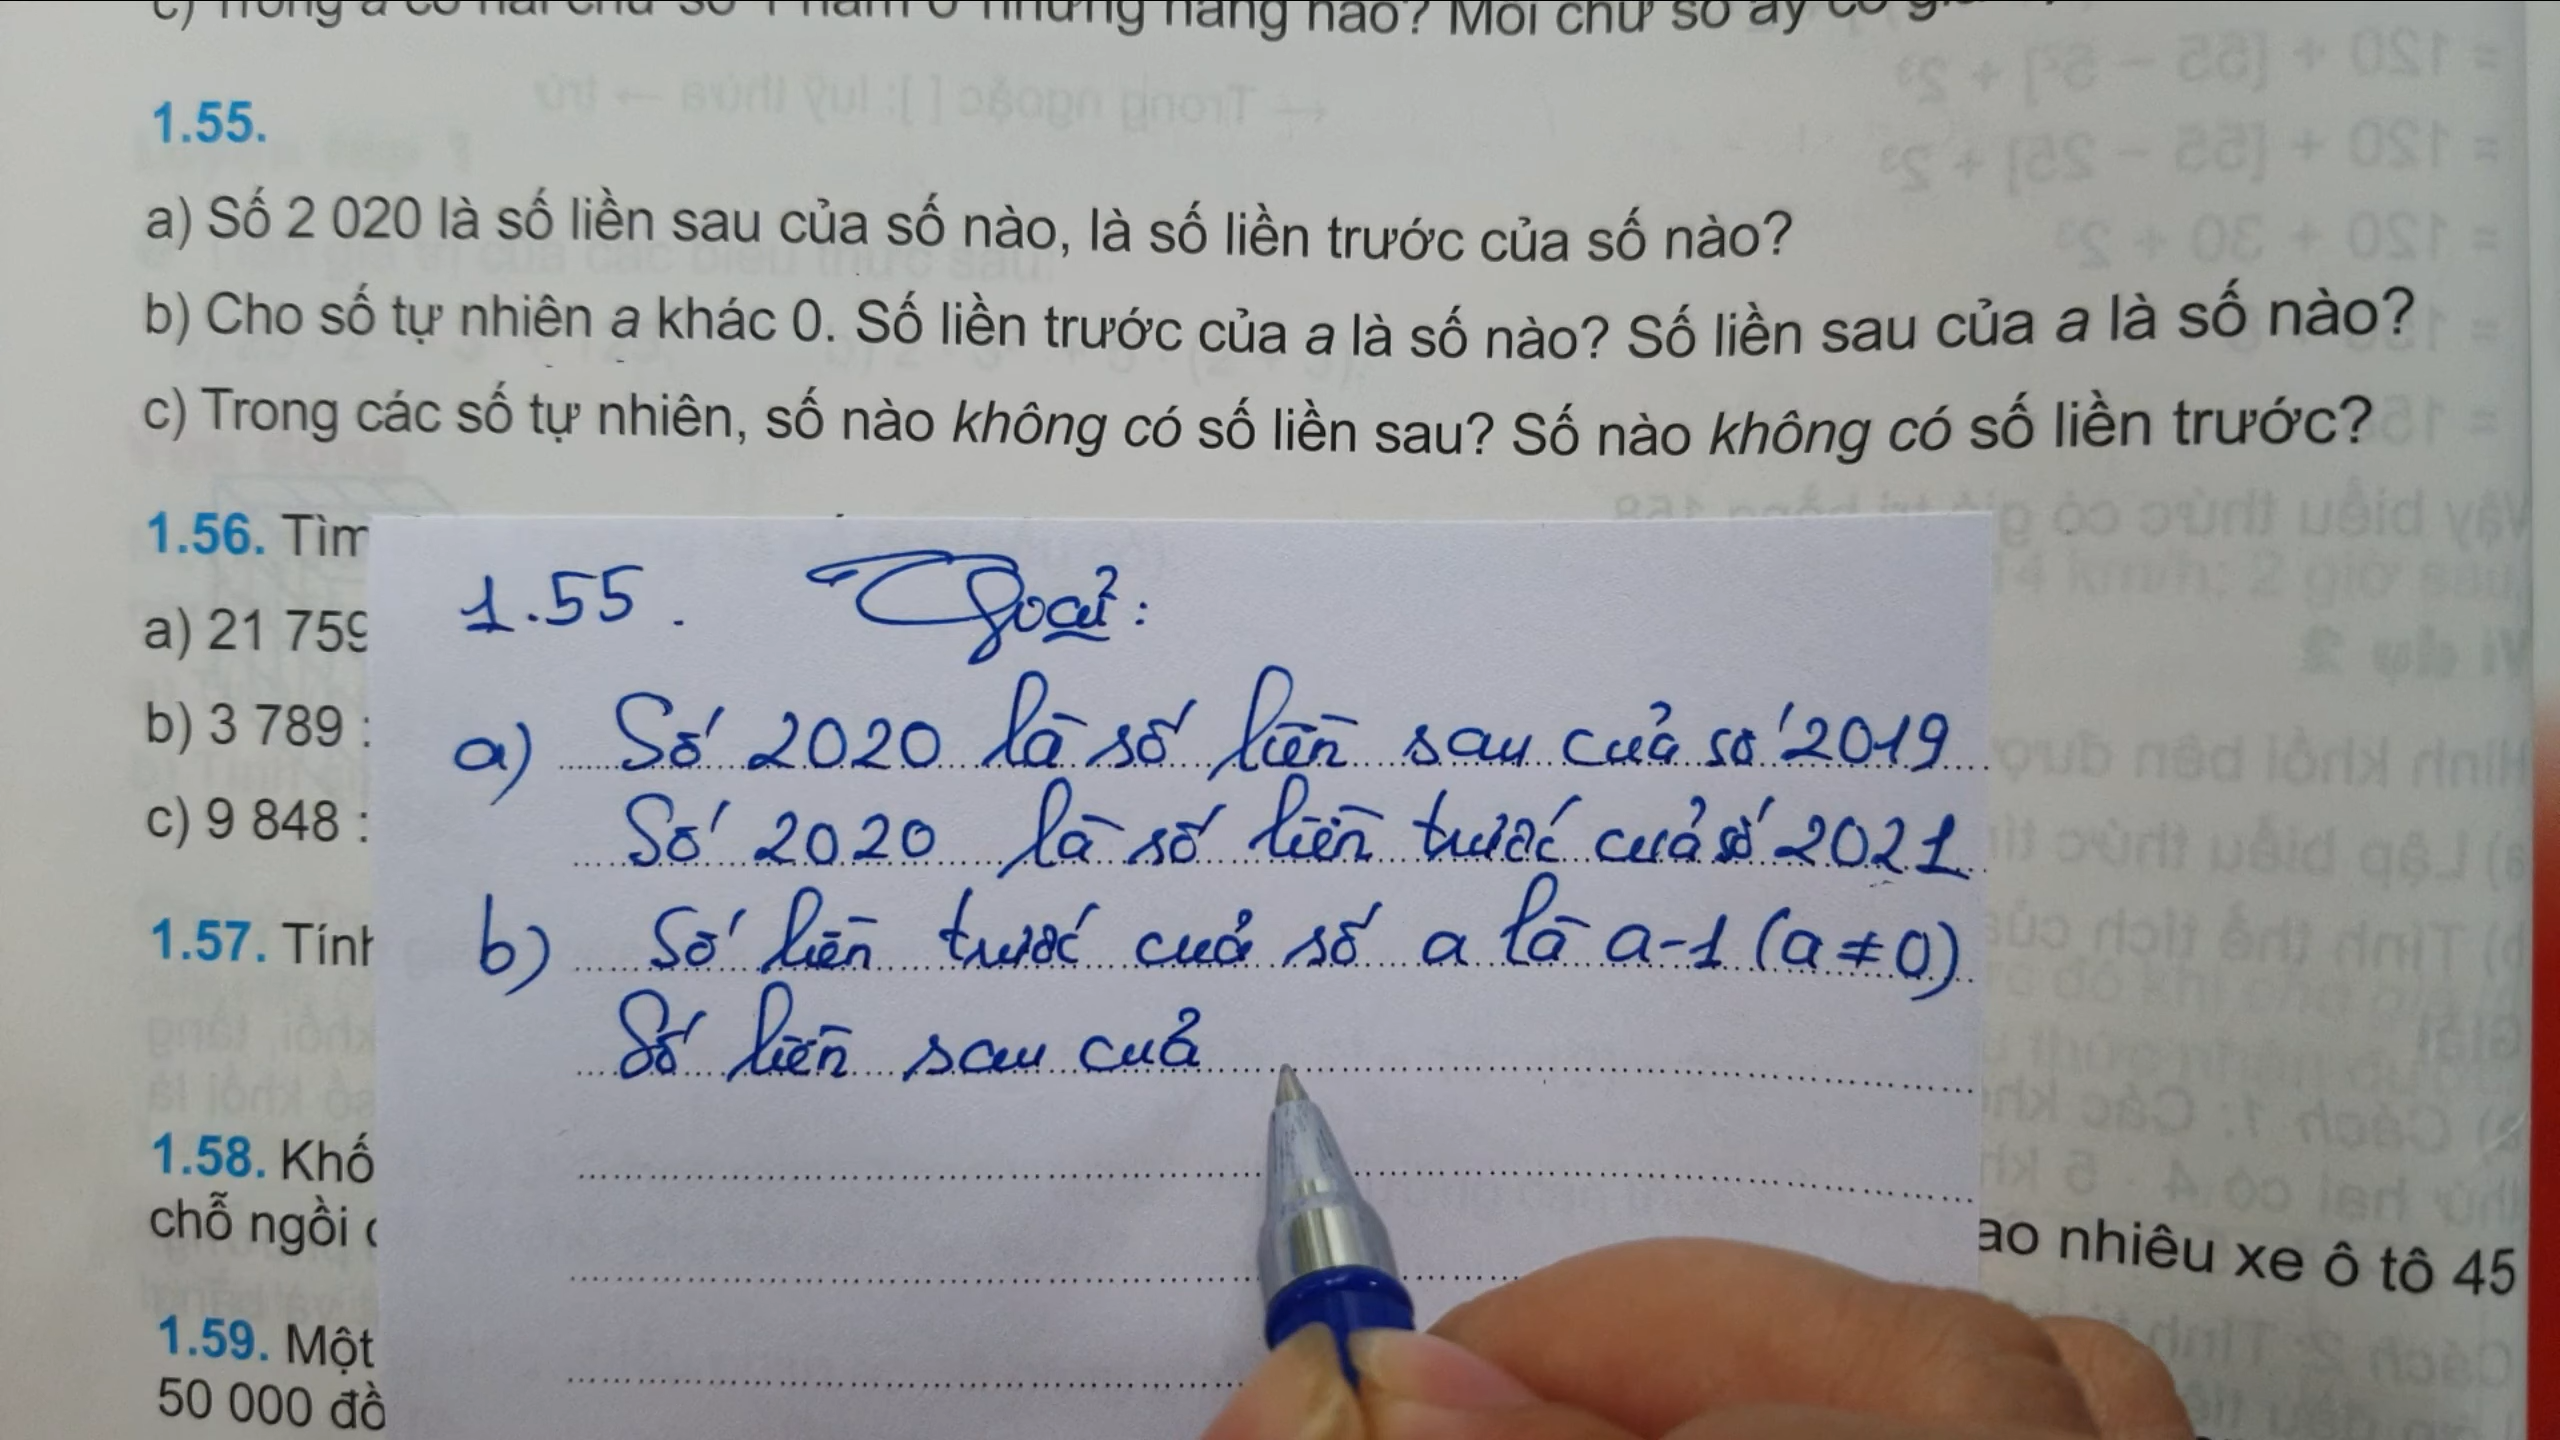 1.55.
a) Số 2 020 là số liền sau của số nào, là số liền trước của số nào?
b) Cho số tự nhiên a khác 0. Số liền trước của a là số nào? Số liền sau của a là số nào?
c) Trong các số tự nhiên, số nào không có số liền sau? Số nào không có số liền trước?
1.56. Tìm
a) 21 759
b) 3 789 :
c) 9 848 :
1.57. Tính
1.58. Khố
chỗ ngồi
ao nhiêu xe ô tô 45
1.59. Một
50 000 đồ
1.55. Giải:
a) Số 2020 là số liền sau của số 2019
Số 2020 là số liền trước của số 2021
b) Số liền trước của số a là a-1 (a ≠ 0)
Số liền sau của